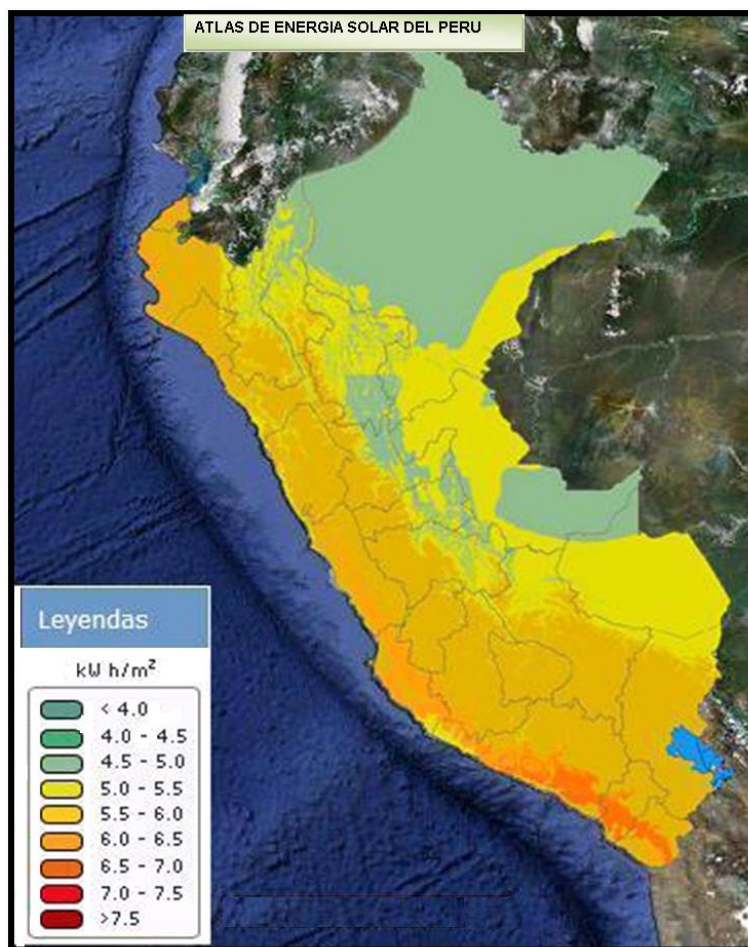 ATLAS DE ENERGIA SOLAR DEL PERU
Leyendas
kW h/m²
< 4.0
4.0 - 4.5
4.5 - 5.0
5.0 - 5.5
5.5 - 6.0
6.0 - 6.5
6.5 - 7.0
7.0 - 7.5
>7.5